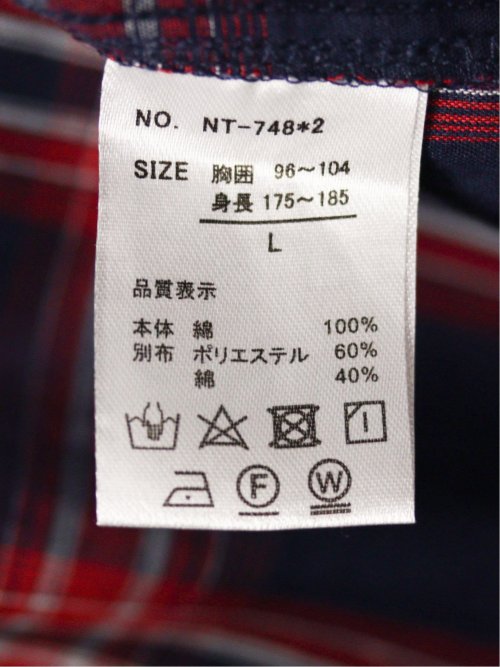 NO. NT-748*2
SIZE 胸囲 96〜104
身長 175〜185
L
品質表示
本体 綿 100%
別布 ポリエステル 60%
綿 40%
F W